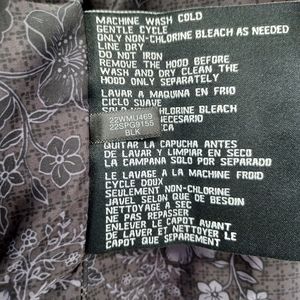 MACHINE WASH COLD
GENTLE CYCLE
ONLY NON-CHLORINE BLEACH AS NEEDED
LINE DRY
DO NOT IRON
REMOVE THE HOOD BEFORE
WASH AND DRY CLEAN THE
HOOD ONLY SEPARATELY
LAVAR A MAQUINA EN FRIO
CICLO SUAVE
CHLORINE BLEACH
22WMU469
22SPG9155
BLK
QUITAR LA CAPUCHA ANTES
DE LAVAR Y LIMPIAR EN SECO
LA CAMPANA SOLO POR SEPARADO
LE LAVAGE A LA MACHINE FROID
CYCLE DOUX
SEULEMENT NON-CHLORINE
JAVEL SELON QUE DE BESOIN
NETTOYAGE A SEC
NE PAS REPASSER
ENLEVER LE CAPOT AVANT
DE LAVER ET NETTOYER LE
CAPOT QUE SEPAREMENT